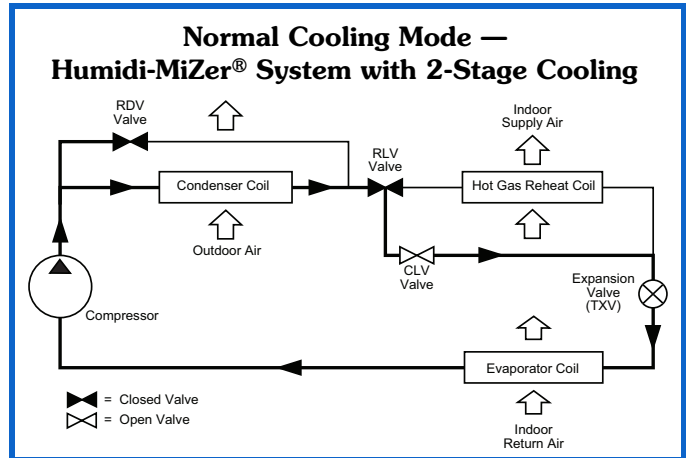 Normal Cooling Mode —
Humidi-MiZer® System with 2-Stage Cooling
RDV
Valve
Indoor
Supply Air
RLV
Valve
Condenser Coil
Hot Gas Reheat Coil
Outdoor Air
CLV
Valve
Expansion
Valve
(TXV)
Compressor
Evaporator Coil
= Closed Valve
= Open Valve
Indoor
Return Air